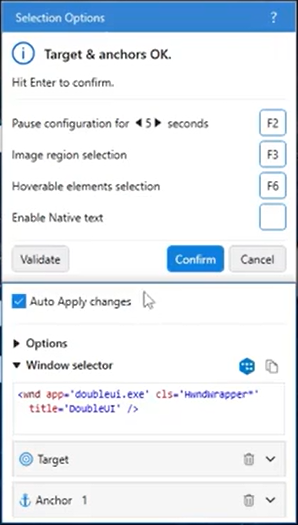 Selection Options ?
Target & anchors OK.
Hit Enter to confirm.
Pause configuration for 5 seconds F2
Image region selection F3
Hoverable elements selection F6
Enable Native text
Validate Confirm Cancel
Auto Apply changes
Options
Window selector
<wnd app='doubleui.exe' cls='HwndWrapper*'
title='DoubleUI' />
Target
Anchor 1